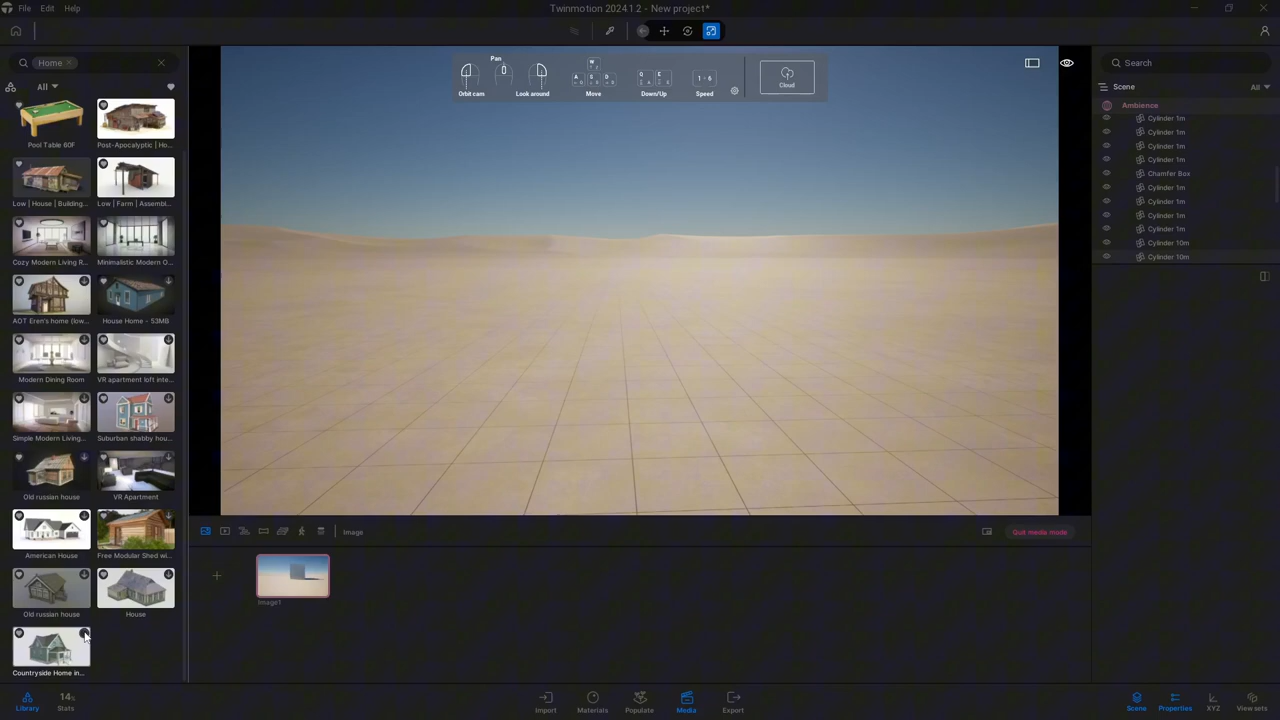 File Edit Help
Twinmotion 2024.1.2 - New project*
Home
All
Pool Table 60F
Post-Apocalyptic | Ho...
Low | House | Building...
Low | Farm | Assembl...
Cozy Modern Living R...
Minimalistic Modern O...
AOT Eren's home (low...
House Home - 53MB
Modern Dining Room
VR apartment loft inte...
Simple Modern Living...
Suburban shabby hou...
Old russian house
VR Apartment
American House
Free Modular Shed wi...
Old russian house
House
Countryside Home in...
Pan
Orbit cam
Look around
W
A S D
Move
Q E
Down/Up
1 - 6
Speed
Cloud
Image
Quit media mode
Image1
Search
Scene
All
Ambience
Cylinder 1m
Cylinder 1m
Cylinder 1m
Cylinder 1m
Chamfer Box
Cylinder 1m
Cylinder 1m
Cylinder 1m
Cylinder 1m
Cylinder 10m
Cylinder 10m
Library
14%
Stats
Import
Materials
Populate
Media
Export
Scene
Properties
XYZ
View sets